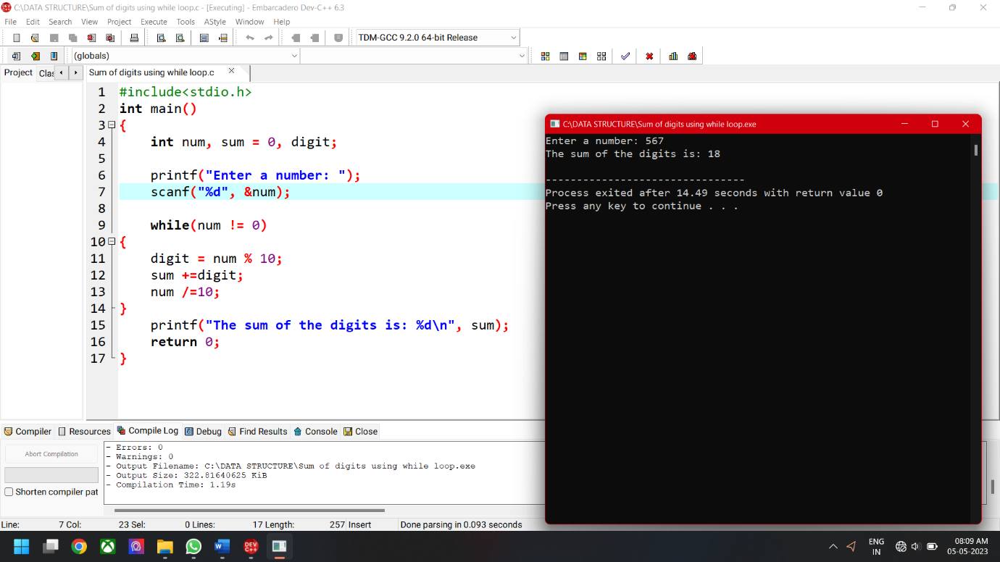 C:\DATA STRUCTURE\Sum of digits using while loop.c - [Executing] - Embarcadero Dev-C++ 6.3
File Edit Search View Project Execute Tools AStyle Window Help
TDM-GCC 9.2.0 64-bit Release
(globals)
Project Clas Sum of digits using while loop.c
1 #include<stdio.h>
2 int main()
3 {
4 int num, sum = 0, digit;
5
6 printf("Enter a number: ");
7 scanf("%d", &num);
8
9 while(num != 0)
10 {
11 digit = num % 10;
12 sum +=digit;
13 num /=10;
14 }
15 printf("The sum of the digits is: %d\n", sum);
16 return 0;
17 }
C:\DATA STRUCTURE\Sum of digits using while loop.exe
Enter a number: 567
The sum of the digits is: 18
--------------------------------
Process exited after 14.49 seconds with return value 0
Press any key to continue . . .
Compiler Resources Compile Log Debug Find Results Console Close
Abort Compilation
Shorten compiler pat
- Errors: 0
- Warnings: 0
- Output Filename: C:\DATA STRUCTURE\Sum of digits using while loop.exe
- Output Size: 322.81640625 KiB
- Compilation Time: 1.19s
Line: 7 Col: 23 Sel: 0 Lines: 17 Length: 257 Insert Done parsing in 0.093 seconds
DEV C++
W
ENG
IN
08:09 AM
05-05-2023